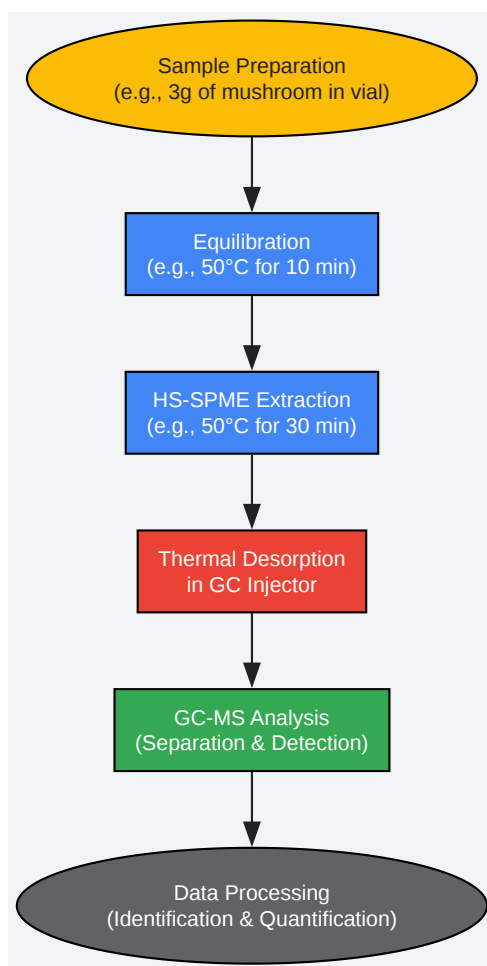 Sample Preparation
(e.g., 3g of mushroom in vial)
Equilibration
(e.g., 50°C for 10 min)
HS-SPME Extraction
(e.g., 50°C for 30 min)
Thermal Desorption
in GC Injector
GC-MS Analysis
(Separation & Detection)
Data Processing
(Identification & Quantification)